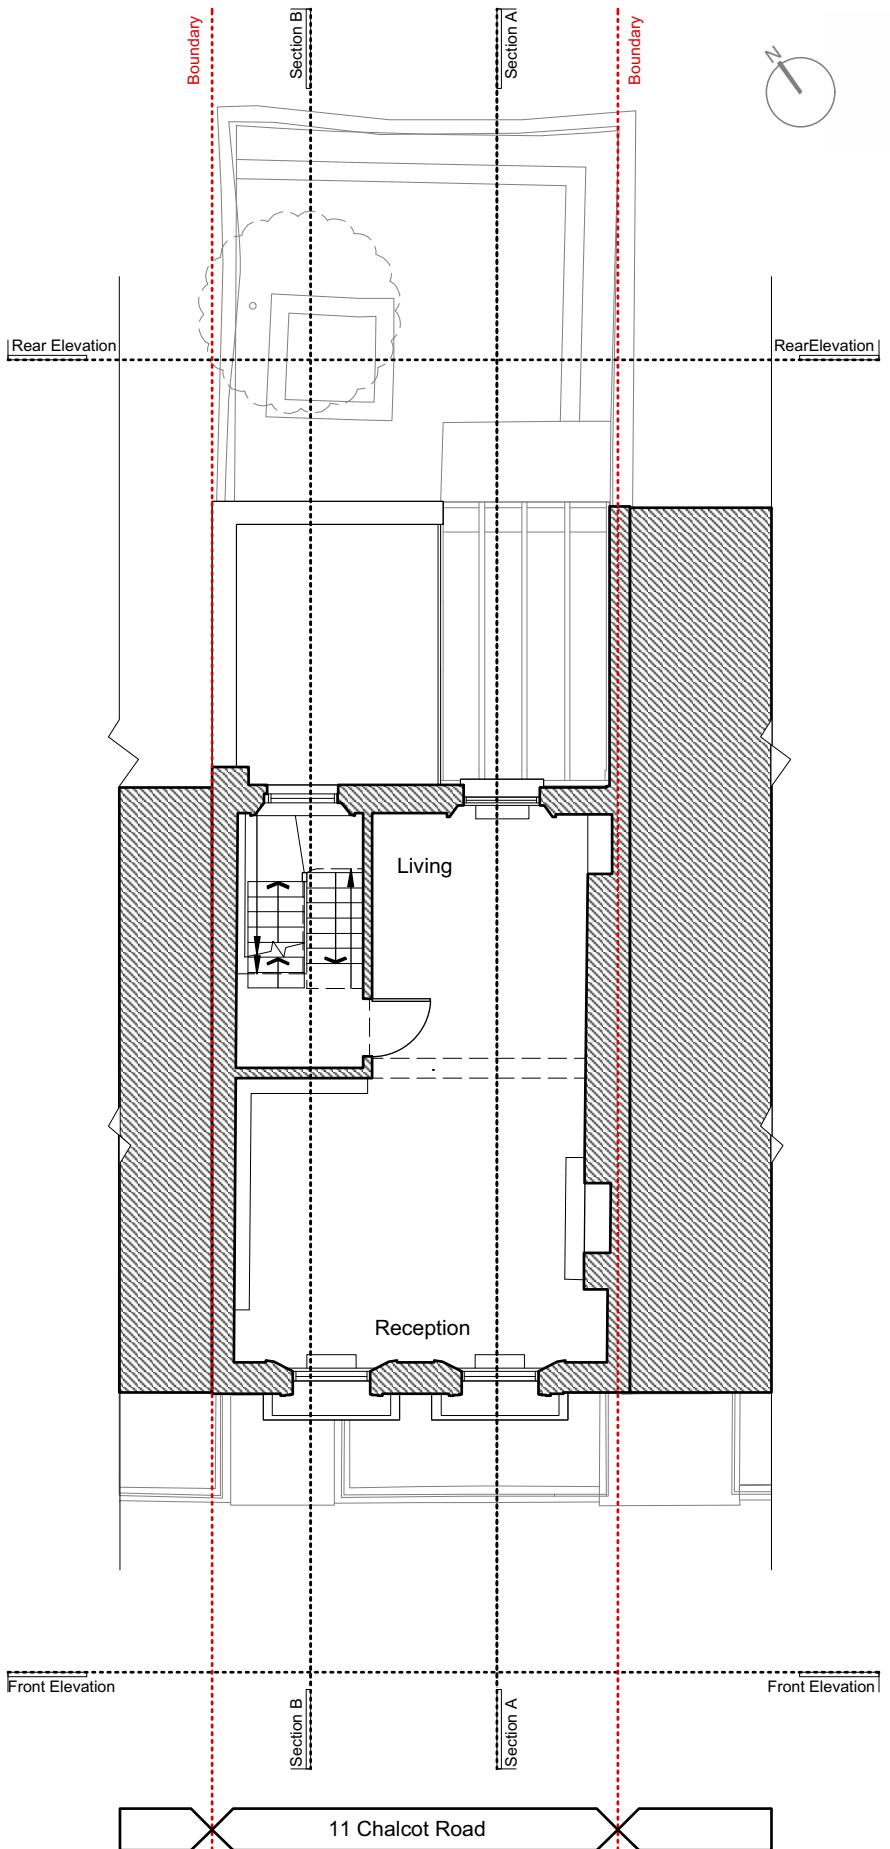 Boundary
Section B
Section A
Boundary
N
Rear Elevation
RearElevation
Living
Reception
Front Elevation
Front Elevation
Section B
Section A
11 Chalcot Road